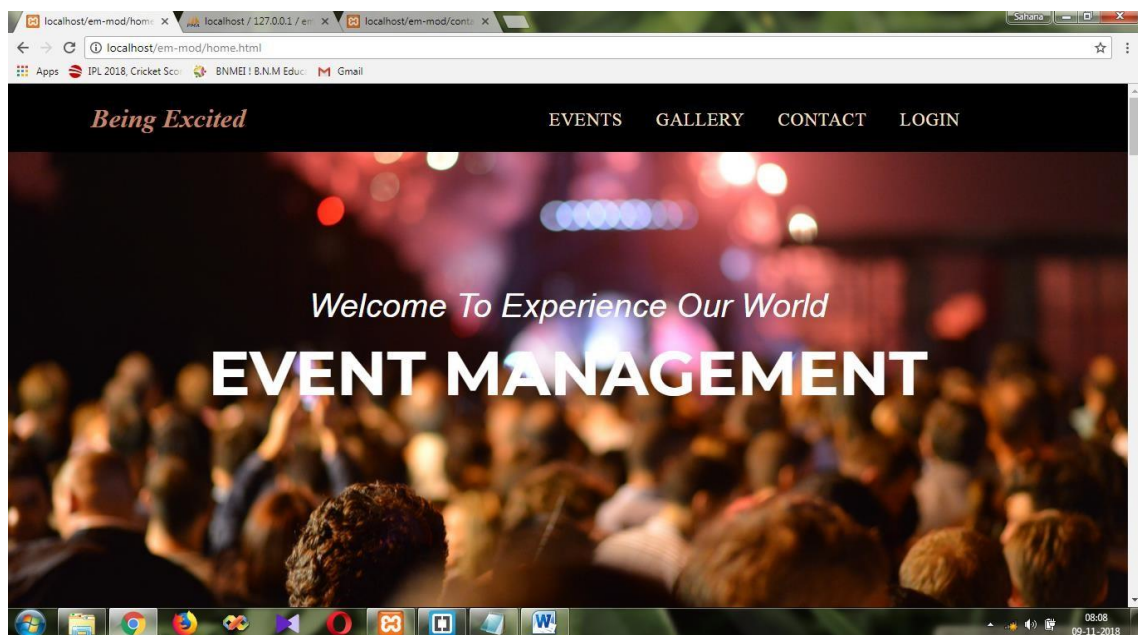 localhost/em-mod/home
localhost / 127.0.0.1 / em
localhost/em-mod/conta
Sahana
localhost/em-mod/home.html
Apps
IPL 2018, Cricket Sco
BNMEI ! B.N.M Educ
Gmail
Being Excited
EVENTS GALLERY CONTACT LOGIN
Welcome To Experience Our World
EVENT MANAGEMENT
08:08
09-11-2018